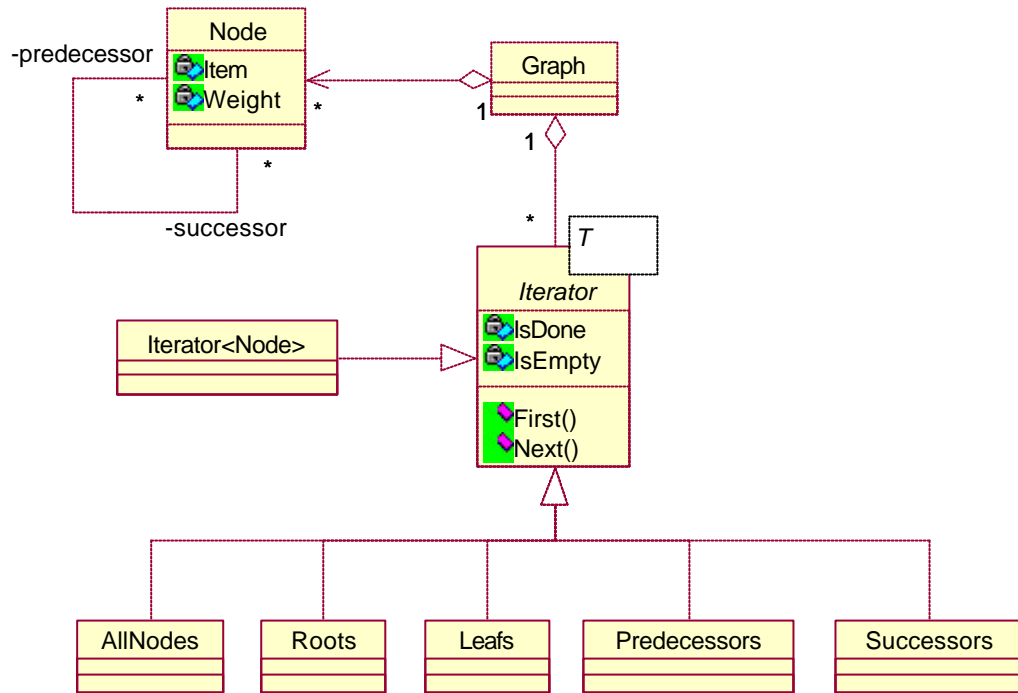 Node
-predecessor
Item
Weight
*
*
*
-successor
Graph
1
1
*
T
Iterator
IsDone
IsEmpty
First()
Next()
Iterator<Node>
AllNodes
Roots
Leafs
Predecessors
Successors